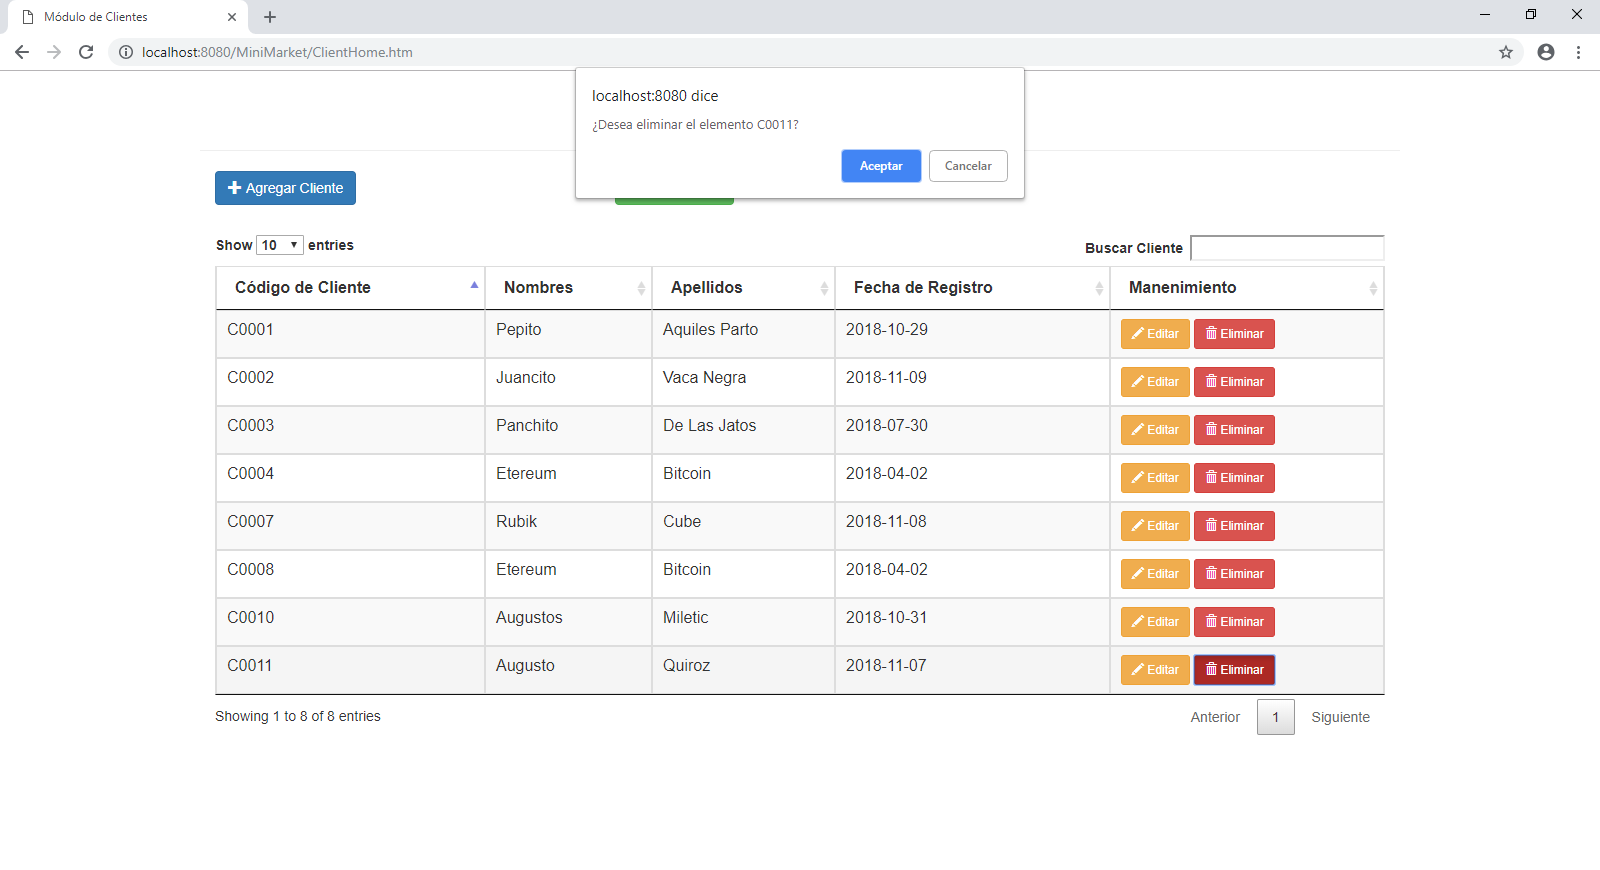 Módulo de Clientes
localhost:8080/MiniMarket/ClientHome.htm
localhost:8080 dice
¿Desea eliminar el elemento C0011?
Aceptar Cancelar
Agregar Cliente
Show 10 entries Buscar Cliente
Código de Cliente Nombres Apellidos Fecha de Registro Manenimiento
C0001 Pepito Aquiles Parto 2018-10-29 Editar Eliminar
C0002 Juancito Vaca Negra 2018-11-09 Editar Eliminar
C0003 Panchito De Las Jatos 2018-07-30 Editar Eliminar
C0004 Etereum Bitcoin 2018-04-02 Editar Eliminar
C0007 Rubik Cube 2018-11-08 Editar Eliminar
C0008 Etereum Bitcoin 2018-04-02 Editar Eliminar
C0010 Augustos Miletic 2018-10-31 Editar Eliminar
C0011 Augusto Quiroz 2018-11-07 Editar Eliminar
Showing 1 to 8 of 8 entries Anterior 1 Siguiente